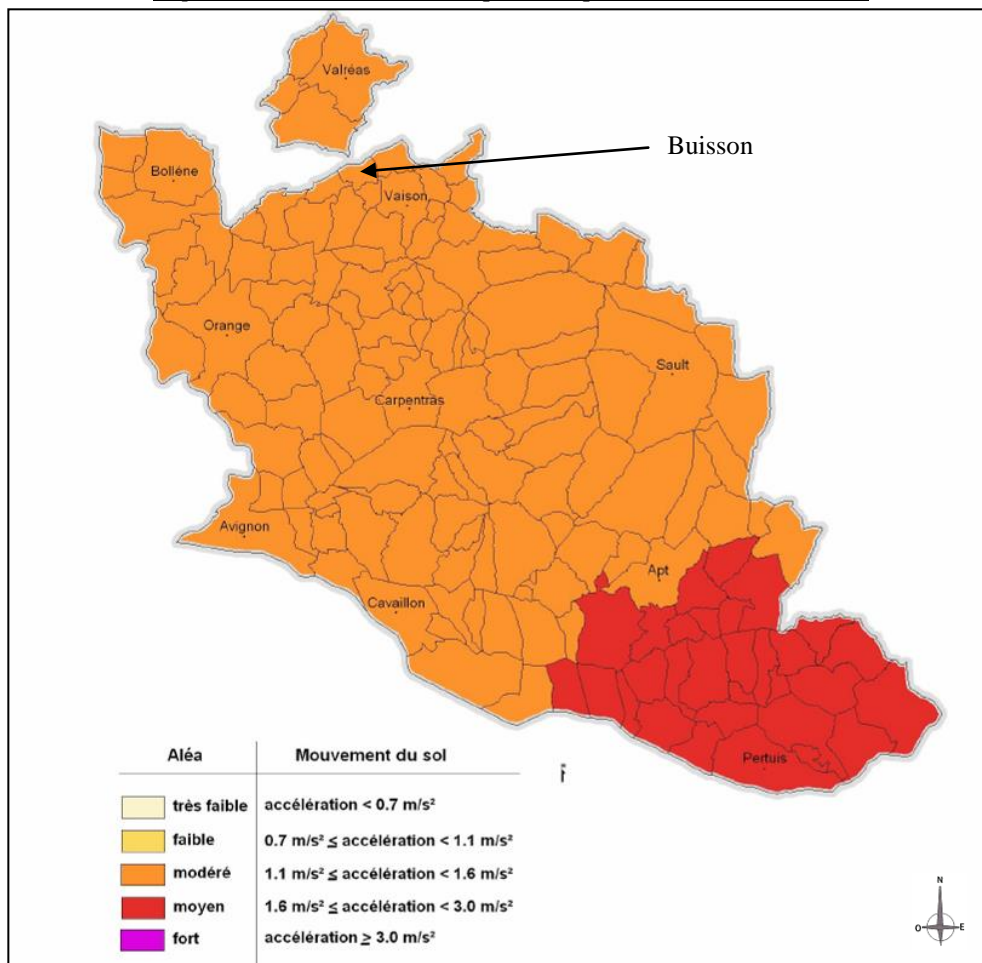 Valréas
Buisson
Bollène
Vaison
Orange
Sault
Carpentras
Avignon
Apt
Cavaillon
Pertuis
Aléa Mouvement du sol
très faible accélération < 0.7 m/s²
faible 0.7 m/s² ≤ accélération < 1.1 m/s²
modéré 1.1 m/s² ≤ accélération < 1.6 m/s²
moyen 1.6 m/s² ≤ accélération < 3.0 m/s²
fort accélération ≥ 3.0 m/s²
N
O E